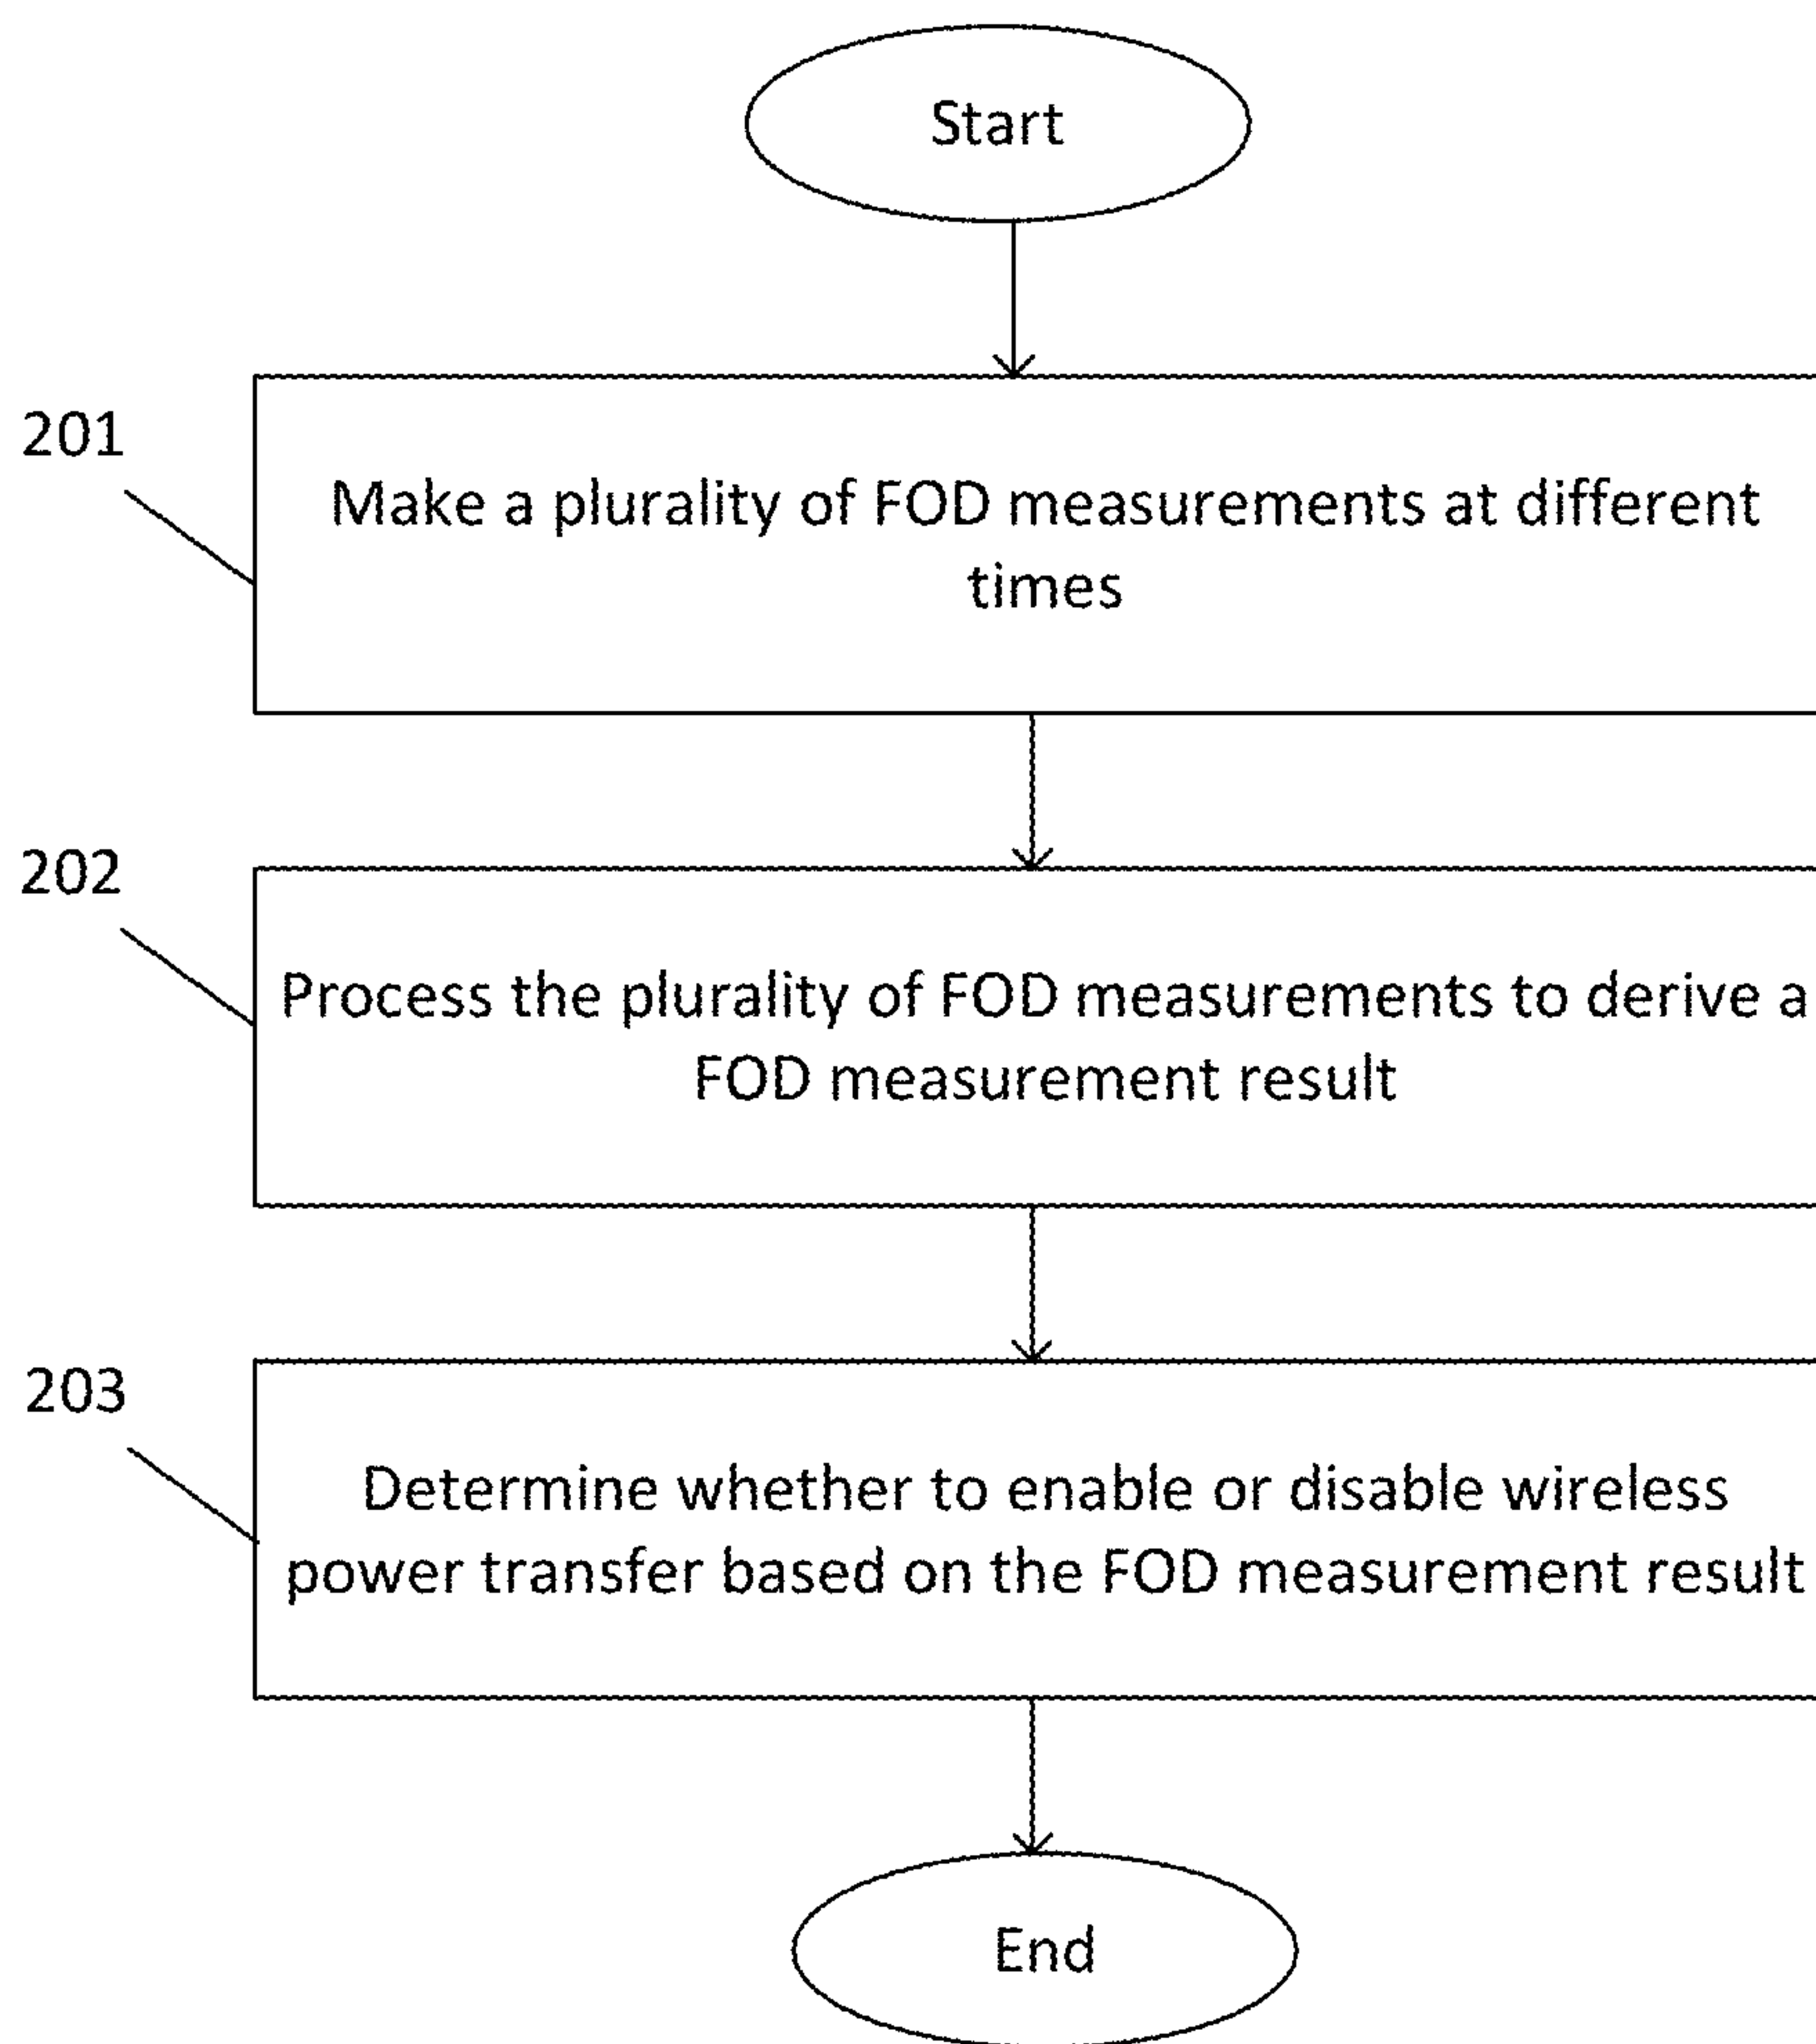 Start
201
Make a plurality of FOD measurements at different
times
202
Process the plurality of FOD measurements to derive a
FOD measurement result
203
Determine whether to enable or disable wireless
power transfer based on the FOD measurement result
End